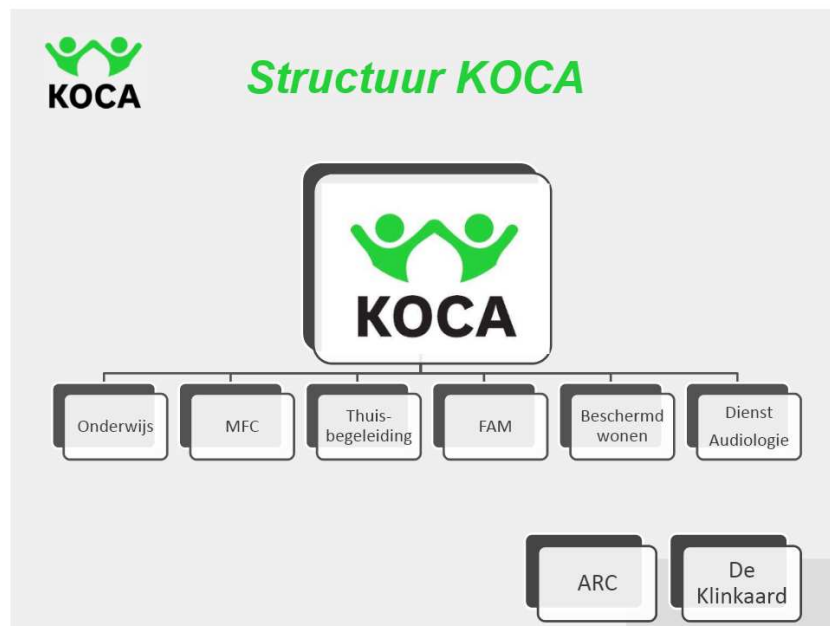 KOCA
Structuur KOCA
KOCA
Onderwijs
MFC
Thuis-
begeleiding
FAM
Beschermd
wonen
Dienst
Audiologie
ARC
De
Klinkaard